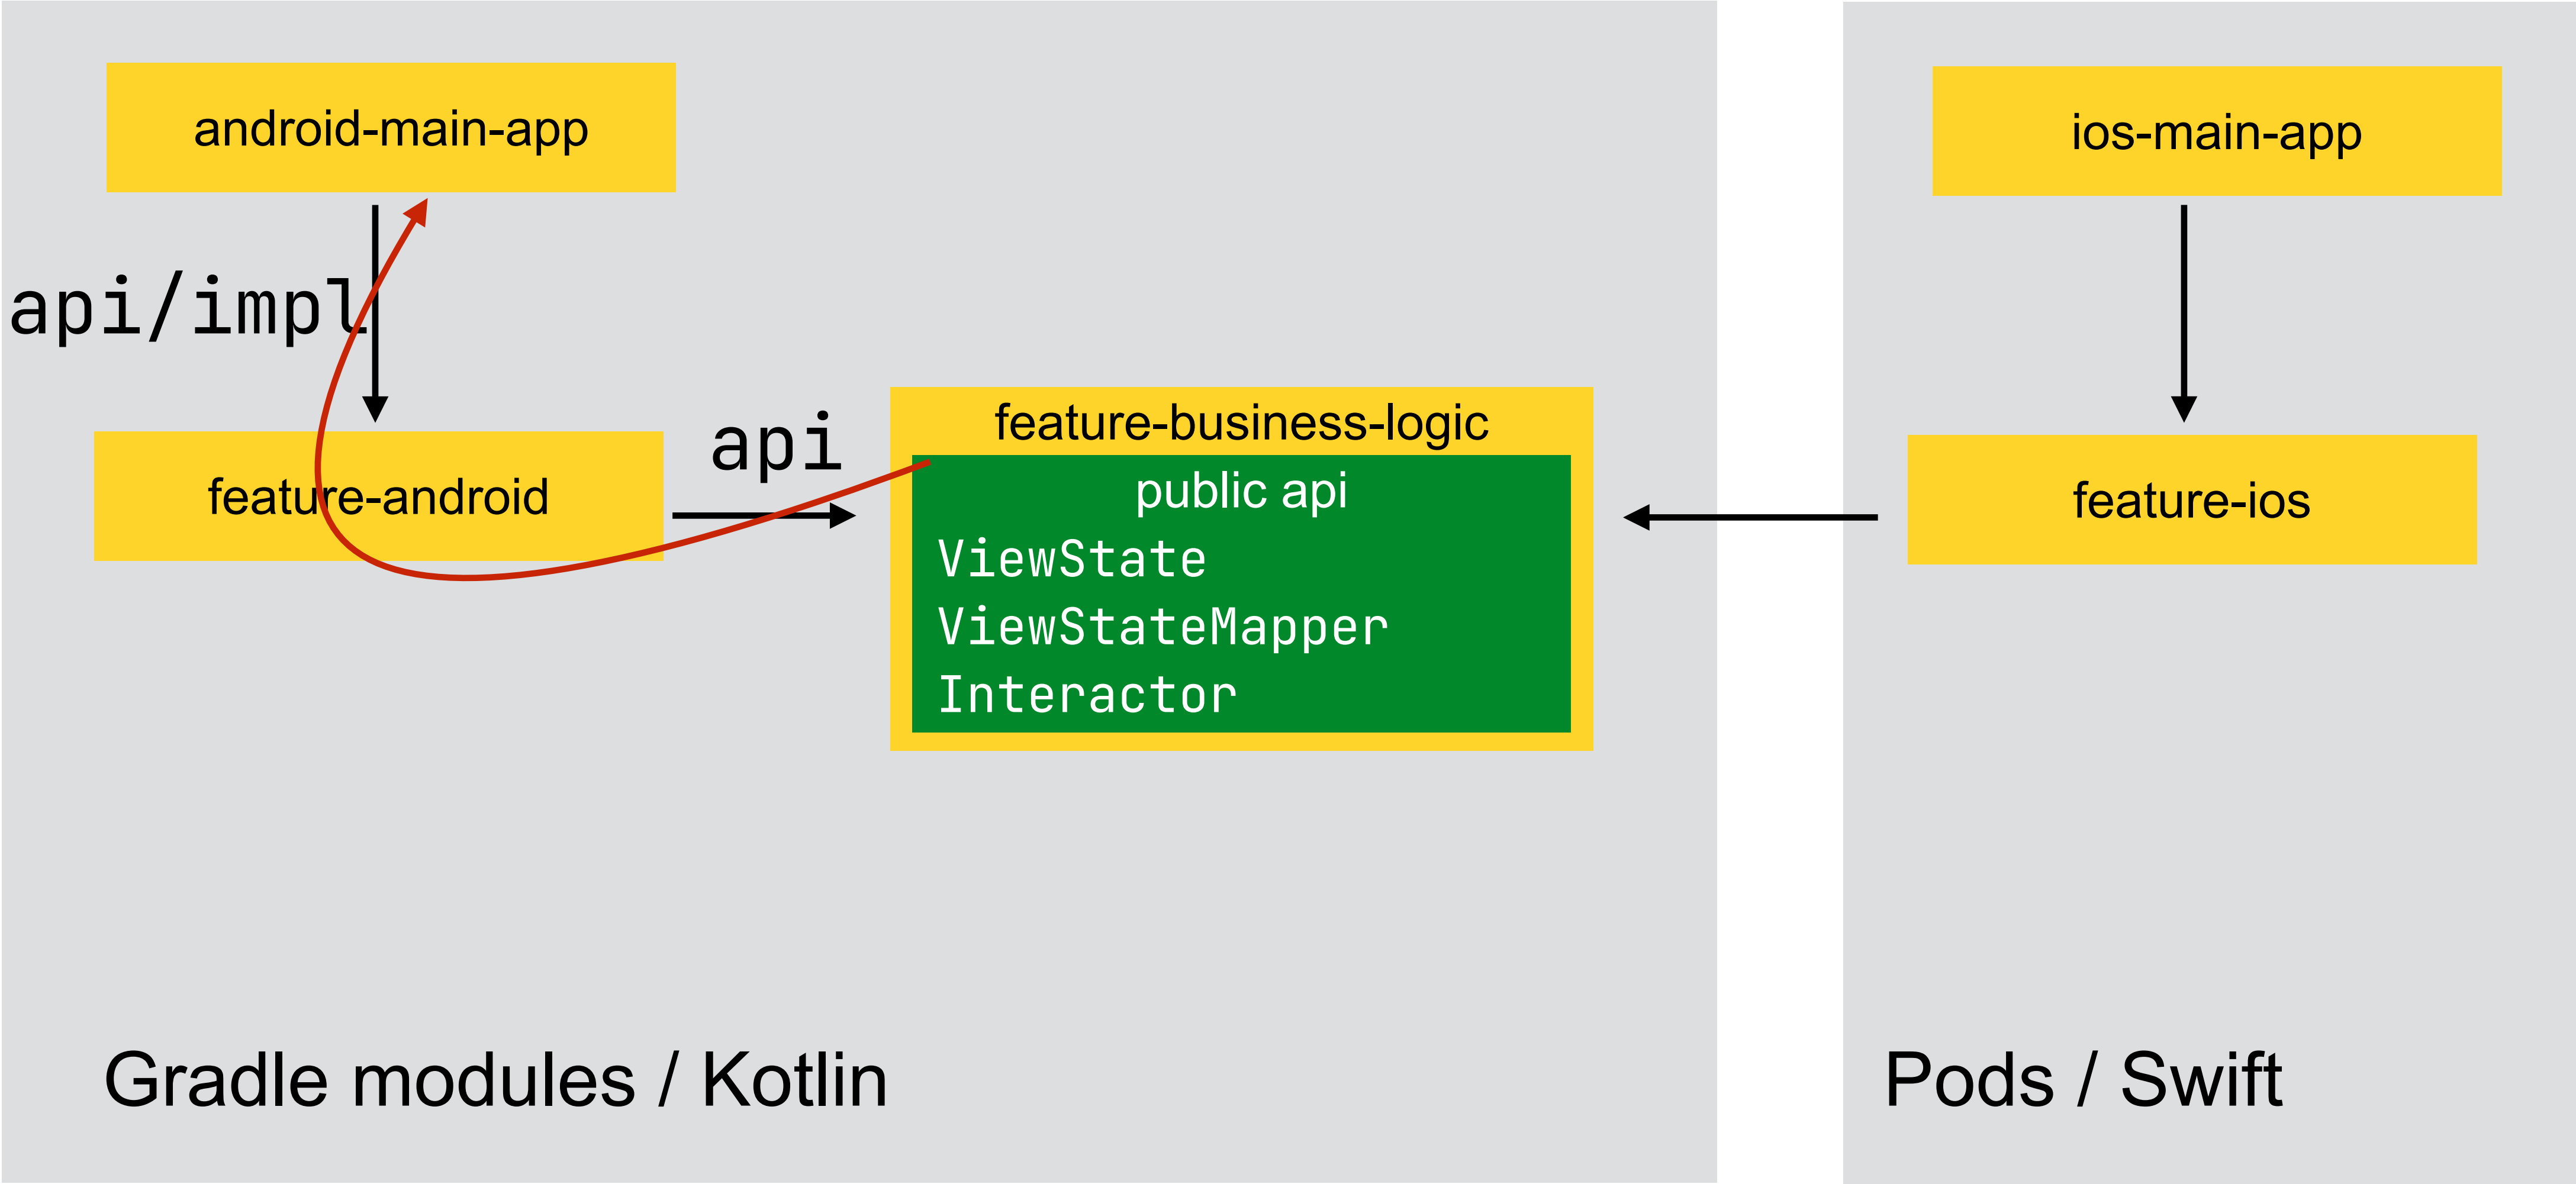 android-main-app
ios-main-app
api/impl
feature-android
api
feature-business-logic
public api
ViewState
ViewStateMapper
Interactor
feature-ios
Gradle modules / Kotlin
Pods / Swift